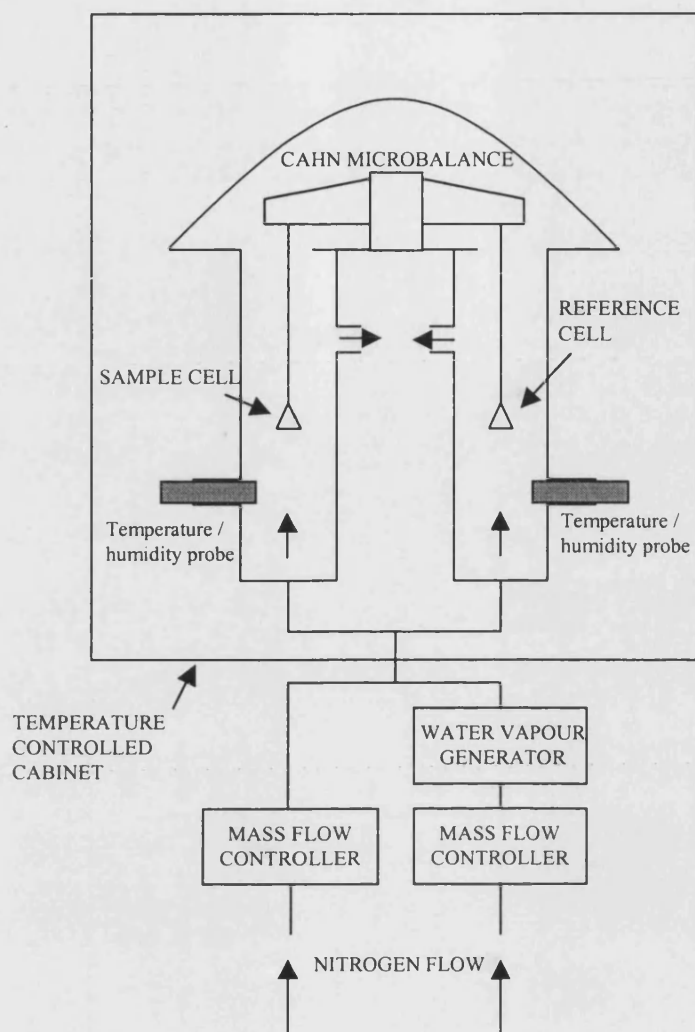 CAHN MICROBALANCE
REFERENCE
CELL
SAMPLE CELL
Temperature /
humidity probe
Temperature /
humidity probe
TEMPERATURE
CONTROLLED
CABINET
WATER VAPOUR
GENERATOR
MASS FLOW
CONTROLLER
MASS FLOW
CONTROLLER
NITROGEN FLOW